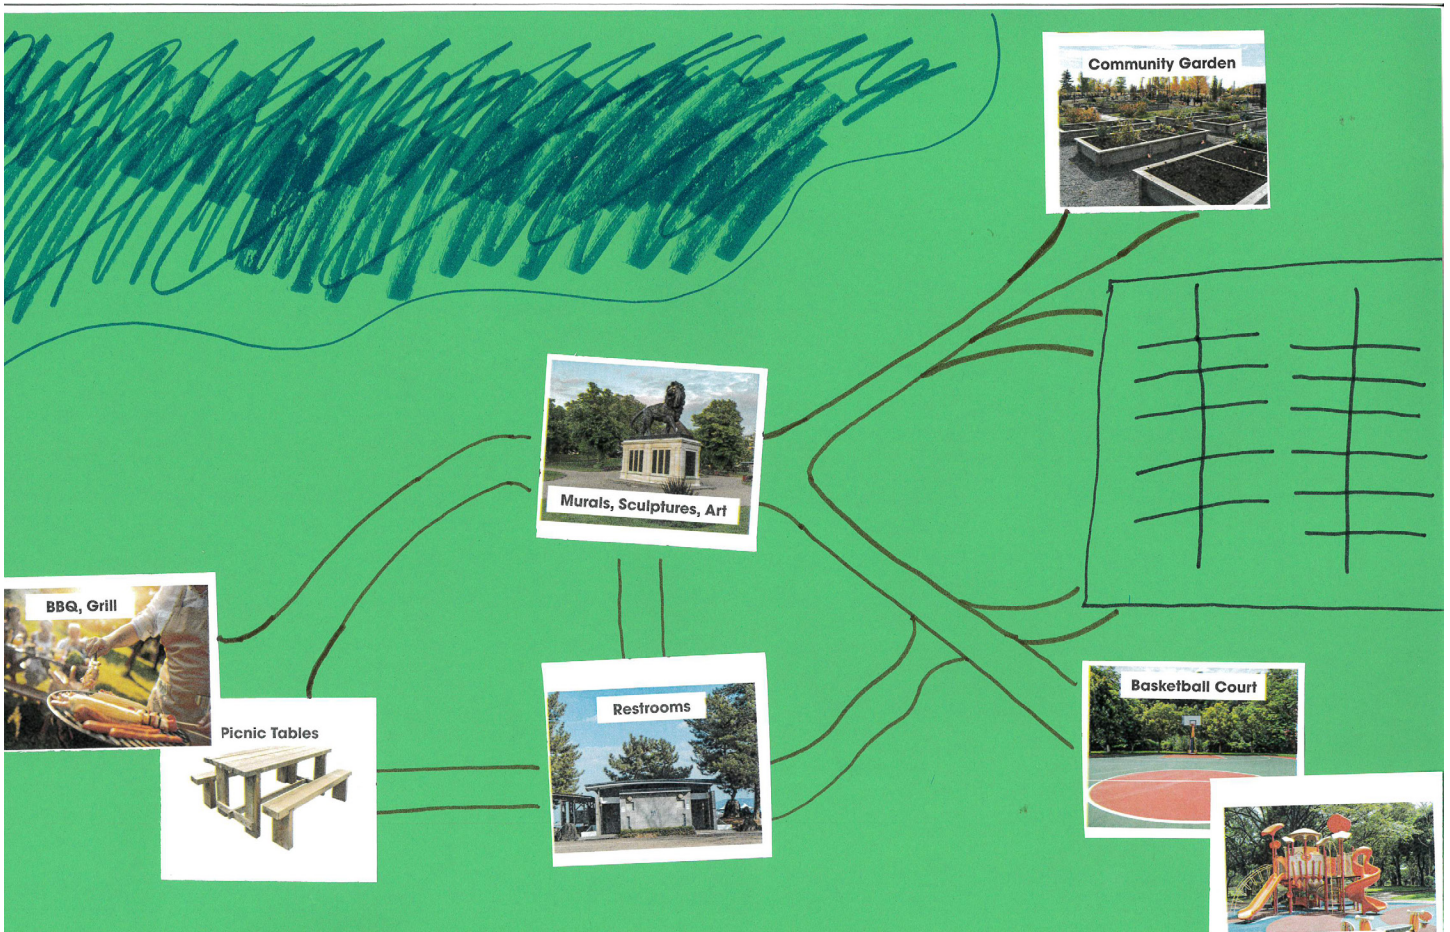 Community Garden
Murals, Sculptures, Art
BBQ, Grill
Picnic Tables
Restrooms
Basketball Court